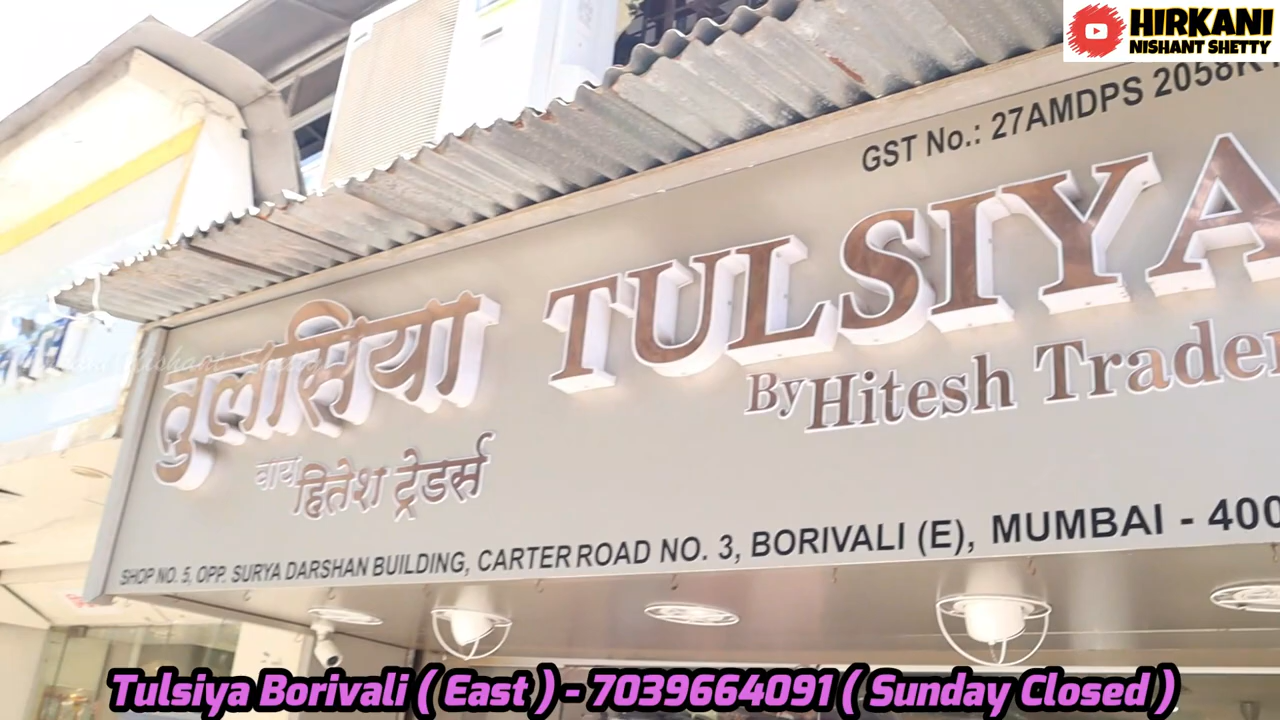 HIRKANI
NISHANT SHETTY
GST No.: 27AMDPS 2058K1
तुलसिया
TULSIYA
वाय हितेश ट्रेडर्स
By Hitesh Trader
SHOP NO. 5, OPP. SURYA DARSHAN BUILDING, CARTER ROAD NO. 3, BORIVALI (E), MUMBAI - 400
Tulsiya Borivali ( East ) - 7039664091 ( Sunday Closed )